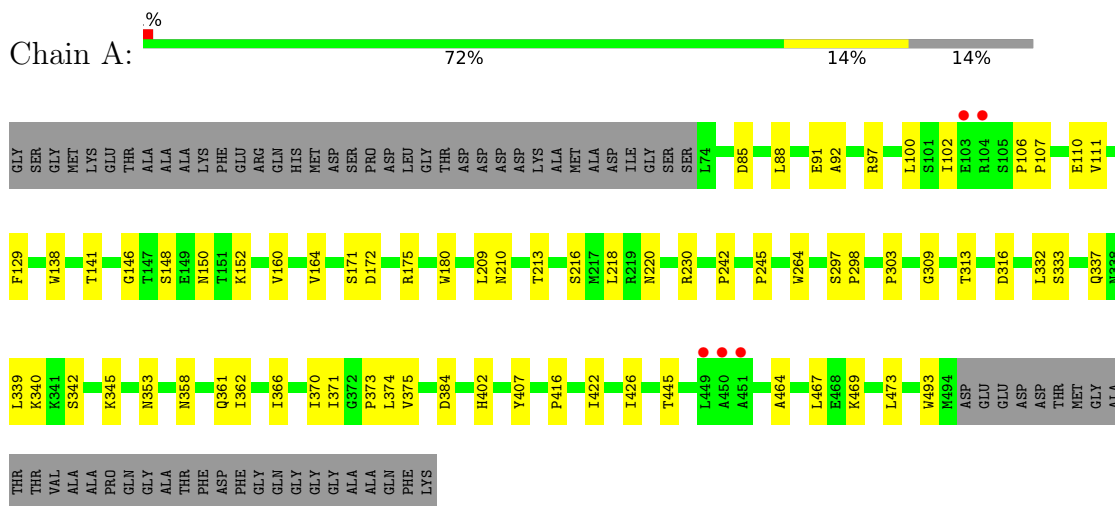 %
Chain A:
72% 14% 14%
GLY SER GLY MET LYS GLU THR ALA ALA ALA LYS PHE GLU ARG GLN HIS MET ASP SER PRO ASP LEU GLY THR ASP ASP ASP ASP LYS ALA MET ALA ASP ILE GLY SER SER L74 D85 L88 E91 A92 R97 L100 S101 I102 E103 R104 S105 P106 P107 E110 V111
F129 W138 T141 G146 T147 S148 E149 N150 T151 K152 V160 V164 S171 D172 R175 W180 L209 N210 T213 S216 M217 L218 R219 N220 R230 P242 P245 W264 S297 P298 P303 G309 T313 D316 L332 S333 Q337 N338
L339 K340 K341 S342 K345 N353 N358 Q361 I362 I366 I370 I371 G372 P373 L374 V375 D384 H402 Y407 P416 I422 I426 T445 L449 A450 A451 A464 L467 E468 K469 L473 W493 M494 ASP GLU GLU ASP ASP THR MET GLY ALA
THR THR VAL ALA ALA PRO GLN GLY ALA THR PHE ASP PHE GLY GLN GLY GLY GLY ALA ALA GLN PHE LYS